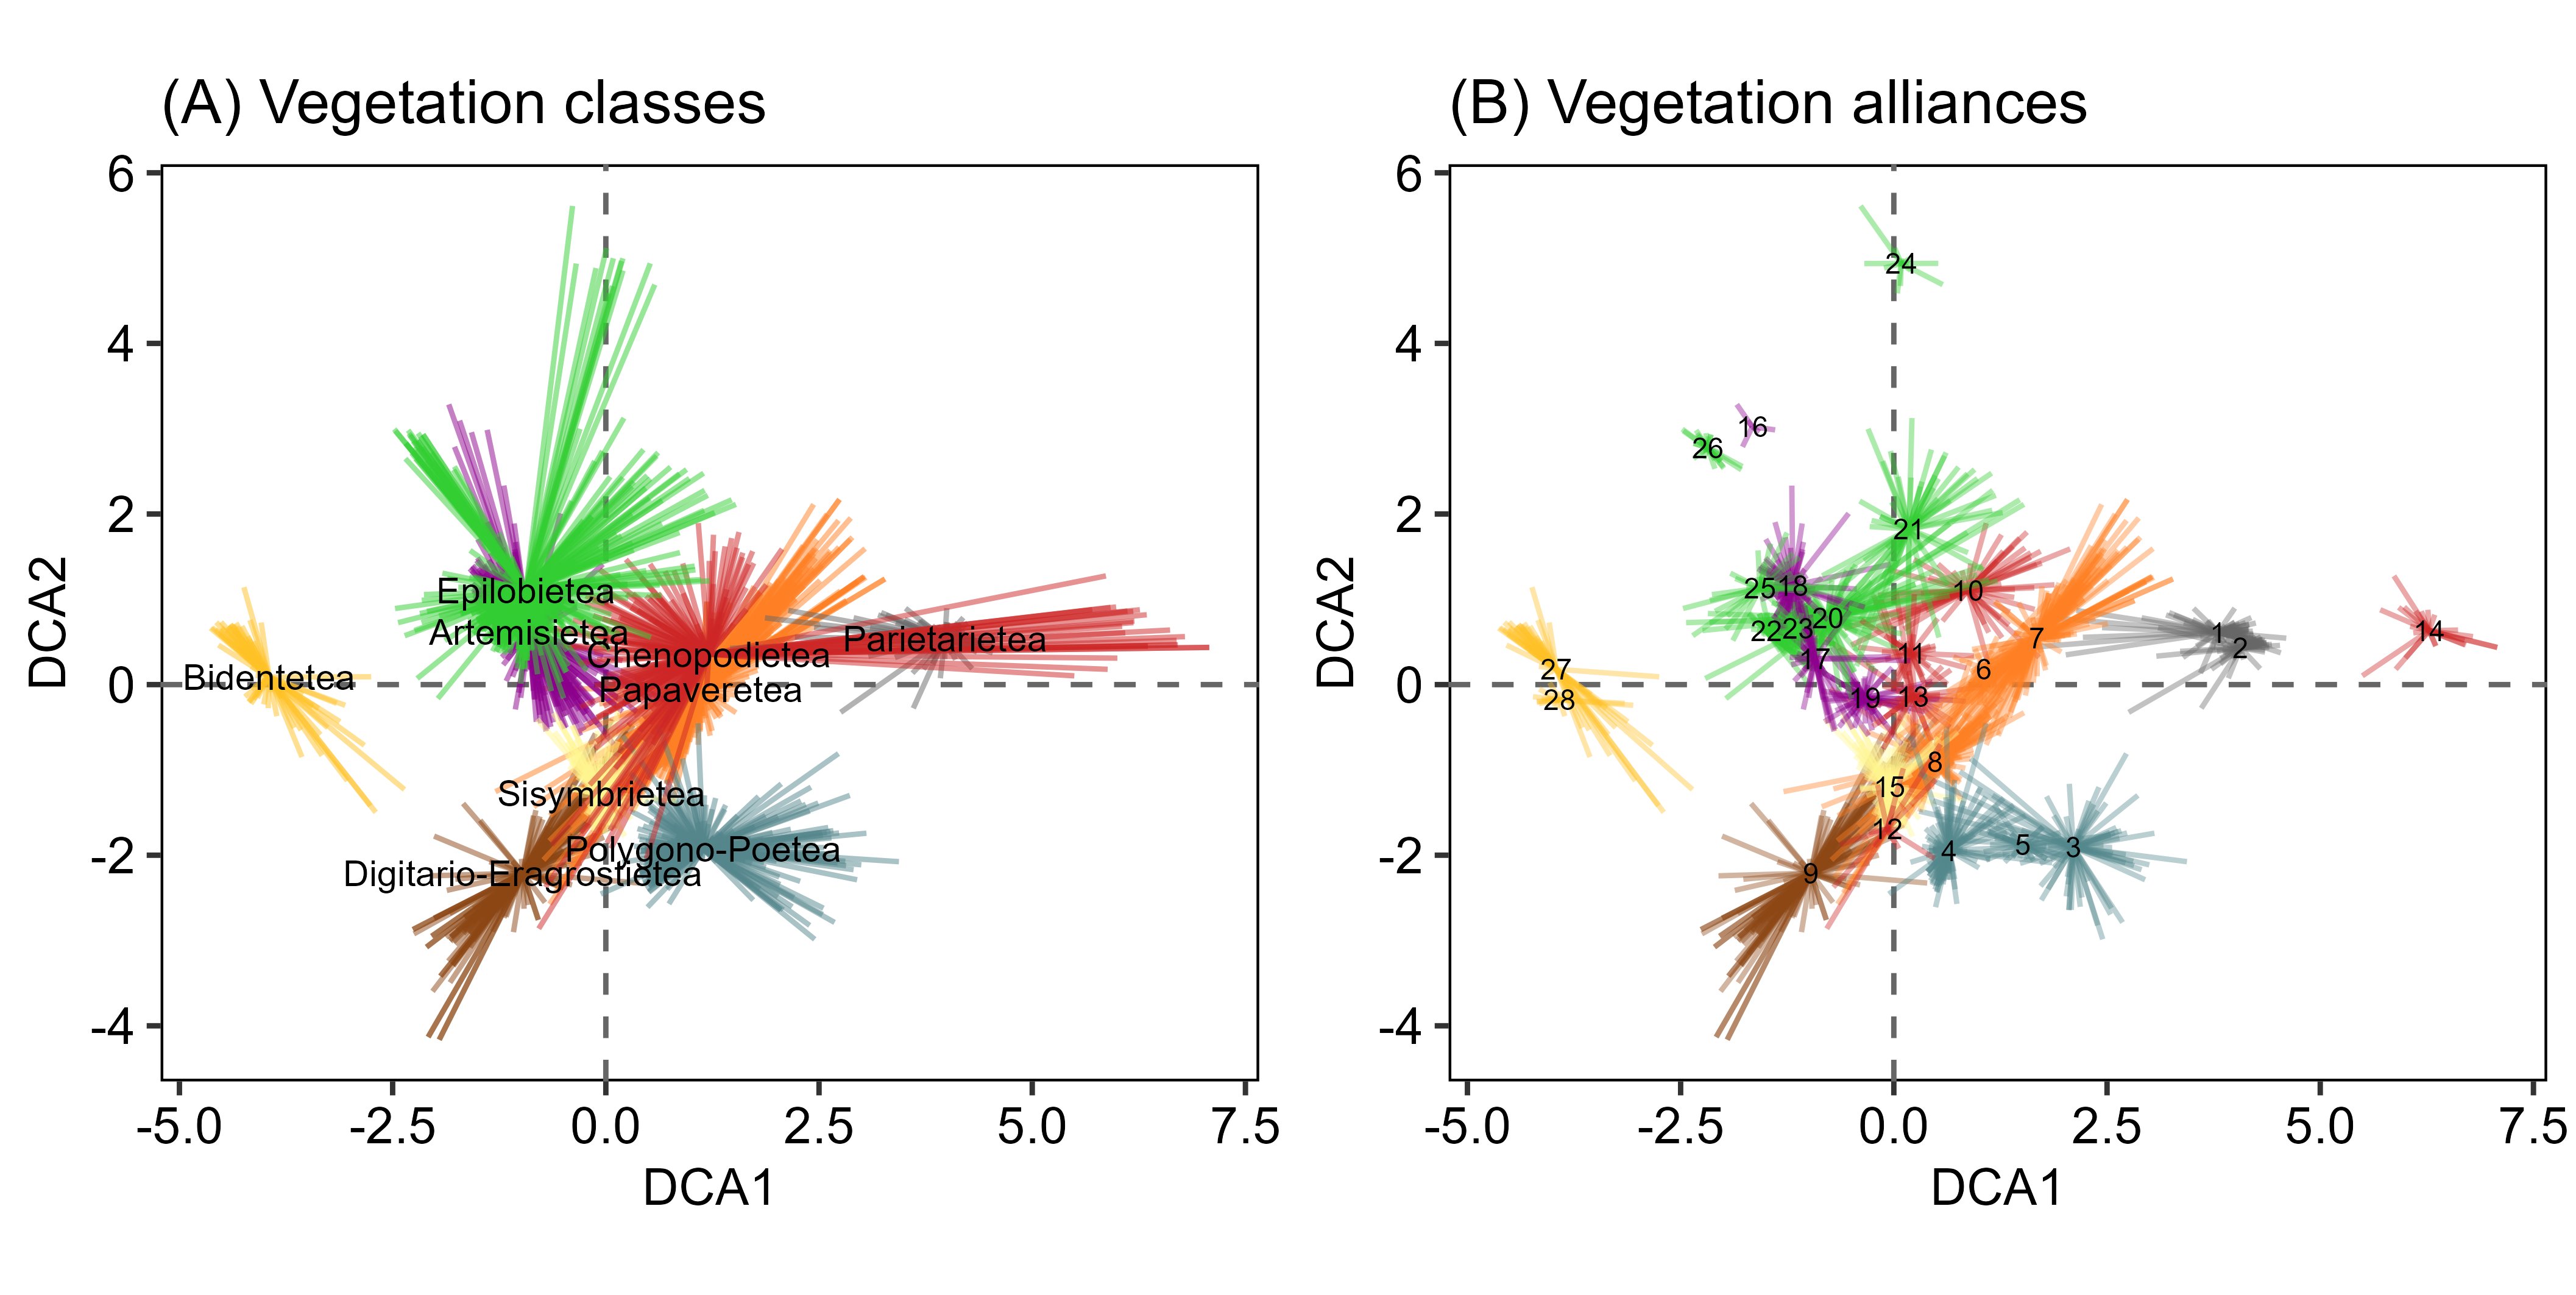 (A) Vegetation classes
6
4
2
0
-2
-4
DCA2
Epilobietea
Artemisietea
Bidentetea
Chenopodietea
Parietarietea
Papaveretea
Sisymbrietea
Polygono-Poetea
Digitario-Eragrostietea
-5.0 -2.5 0.0 2.5 5.0 7.5
DCA1
(B) Vegetation alliances
6
4
2
0
-2
-4
DCA2
24
16
26
21
25 18
10
20
22 23
7
1
2
14
17
11
6
27
28
19
13
8
15
12
4
5
3
9
-5.0 -2.5 0.0 2.5 5.0 7.5
DCA1